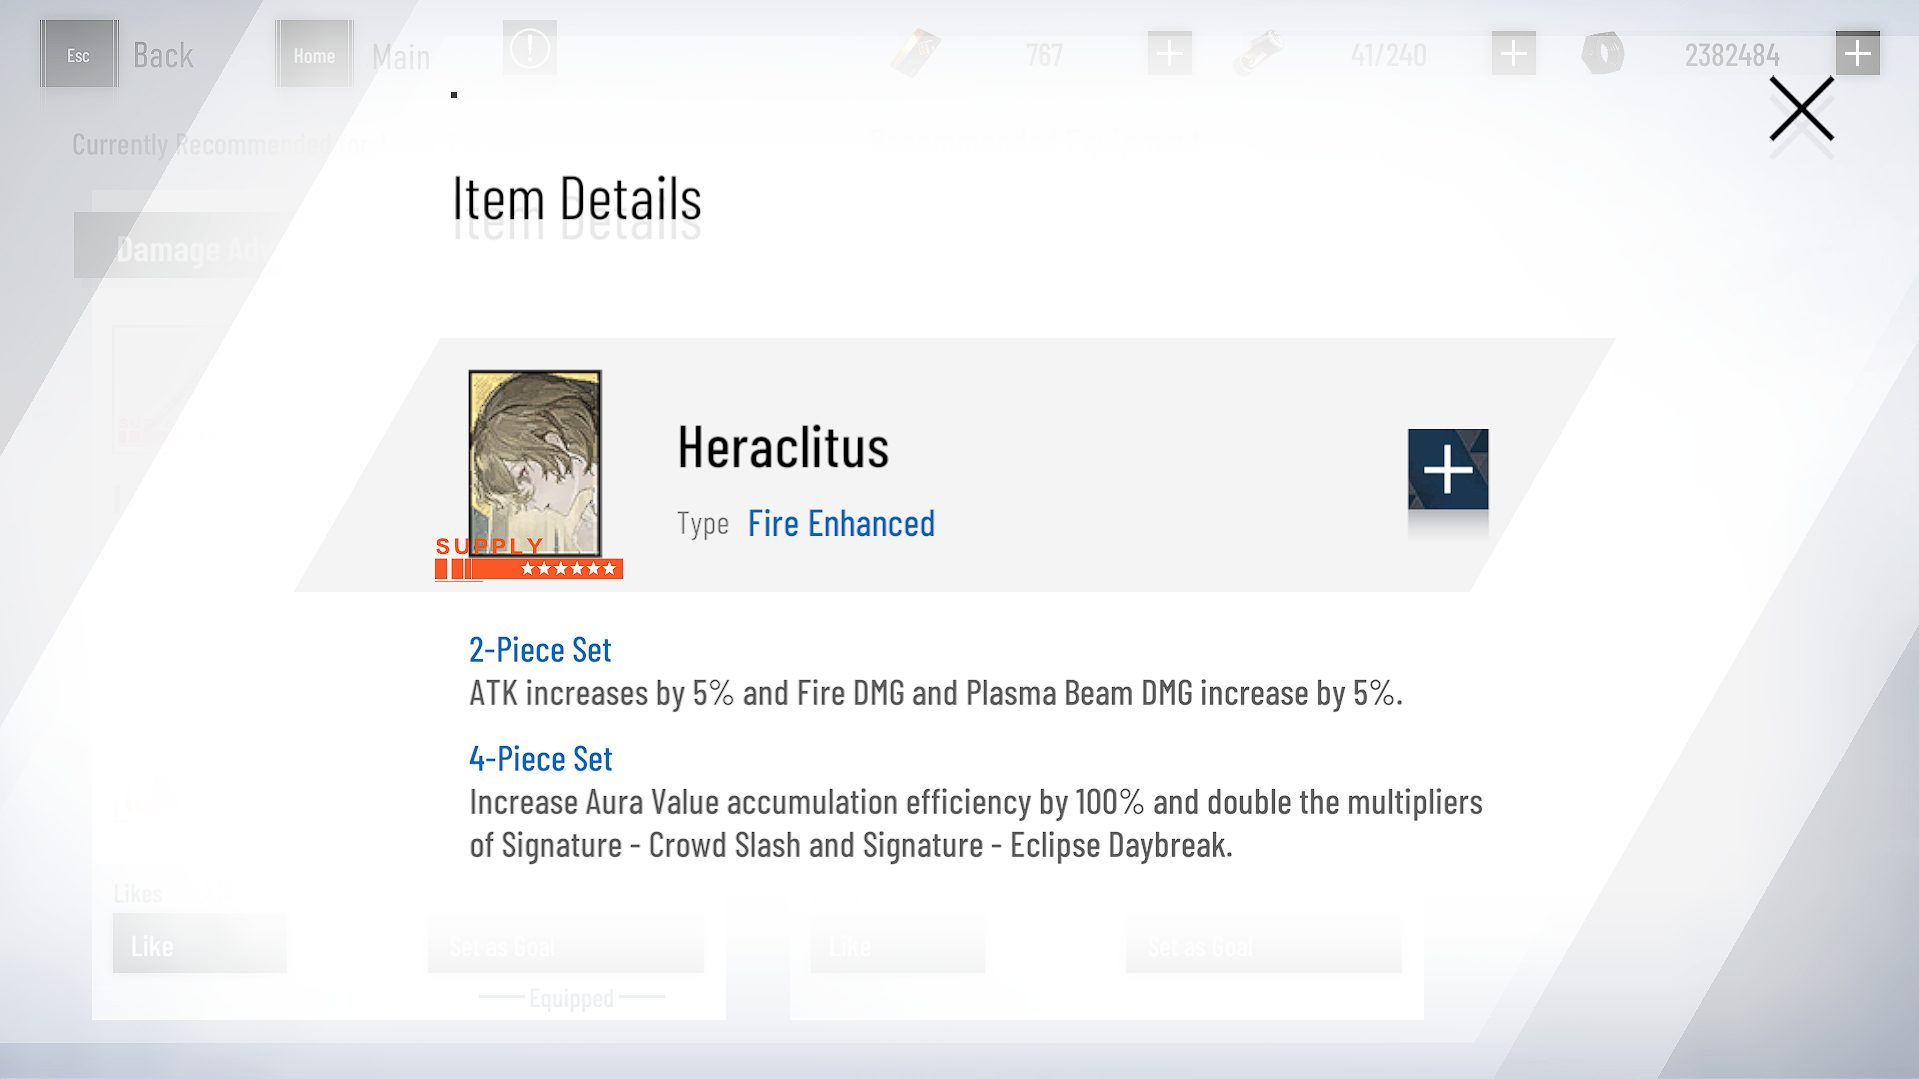 Esc Back Home Main 767 41/240 2382484
Currently Recommended for
Item Details
Damage Adv
Heraclitus
Type Fire Enhanced
SUPPLY
2-Piece Set
ATK increases by 5% and Fire DMG and Plasma Beam DMG increase by 5%.
4-Piece Set
Increase Aura Value accumulation efficiency by 100% and double the multipliers
of Signature - Crowd Slash and Signature - Eclipse Daybreak.
Likes
Like Set as Goal Like Set as Goal
Equipped